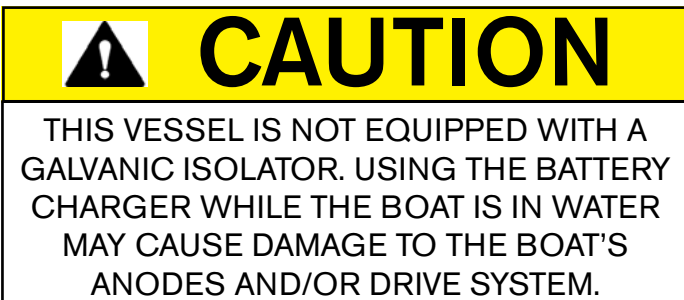 CAUTION
THIS VESSEL IS NOT EQUIPPED WITH A
GALVANIC ISOLATOR. USING THE BATTERY
CHARGER WHILE THE BOAT IS IN WATER
MAY CAUSE DAMAGE TO THE BOAT’S
ANODES AND/OR DRIVE SYSTEM.